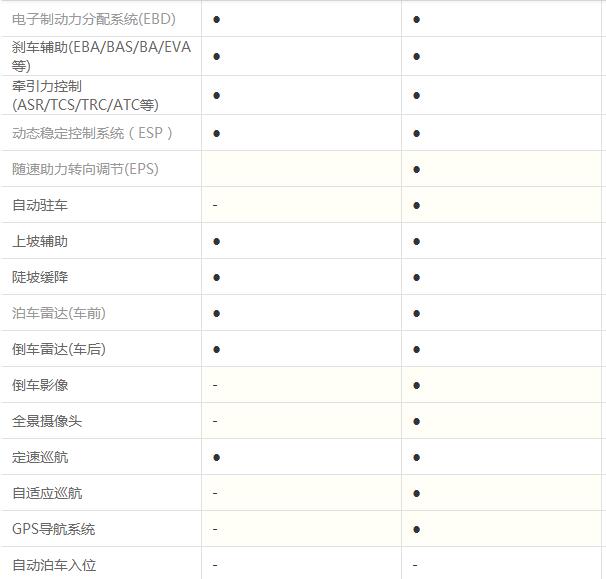 电子制动力分配系统(EBD) ● ●
刹车辅助(EBA/BAS/BA/EVA
等) ● ●
牵引力控制
(ASR/TCS/TRC/ATC等) ● ●
动态稳定控制系统（ESP） ● ●
随速助力转向调节(EPS) ●
自动驻车 - ●
上坡辅助 ● ●
陡坡缓降 ● ●
泊车雷达(车前) ● ●
倒车雷达(车后) ● ●
倒车影像 - ●
全景摄像头 - ●
定速巡航 ● ●
自适应巡航 - ●
GPS导航系统 - ●
自动泊车入位 - -